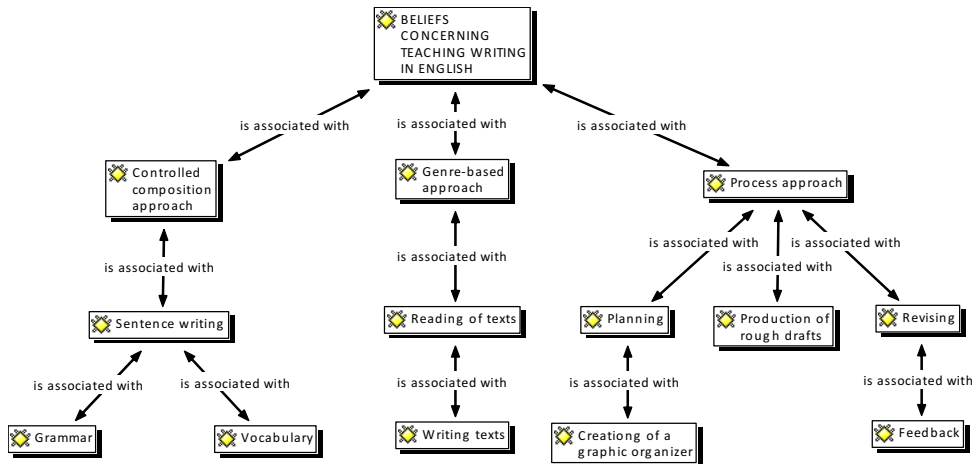 BELIEFS
CONCERNING
TEACHING WRITING
IN ENGLISH
is associated with
is associated with
is associated with
Controlled
composition
approach
Genre-based
approach
Process approach
is associated with
is associated with
is associated with
is associated with
is associated with
Sentence writing
Reading of texts
Planning
Production of
rough drafts
Revising
is associated with
is associated with
is associated with
is associated with
is associated with
Grammar
Vocabulary
Writing texts
Creationg of a
graphic organizer
Feedback